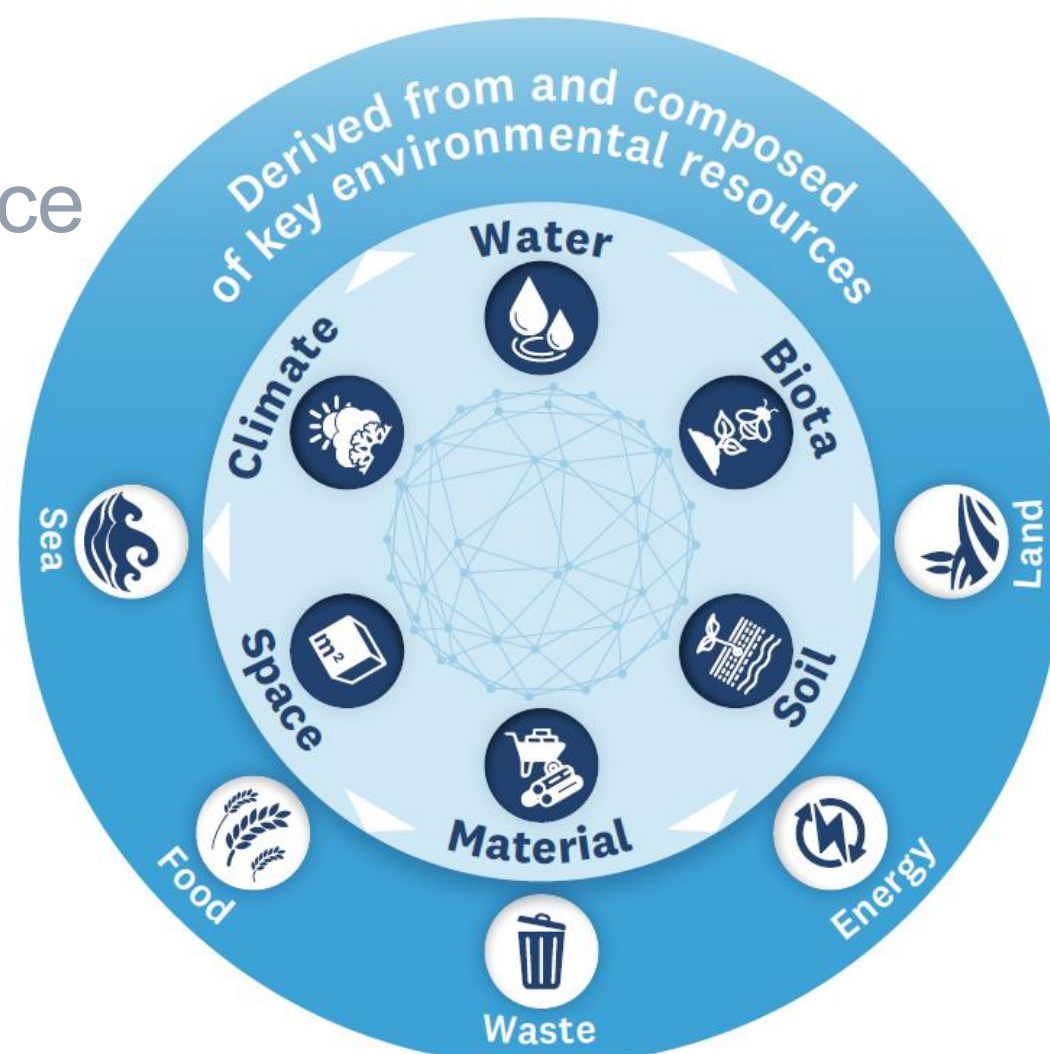 ce
Derived from and composed
of key environmental resources
Water
Climate
Biota
Sea
Land
m²
Space
Soil
Material
Food
Energy
Waste